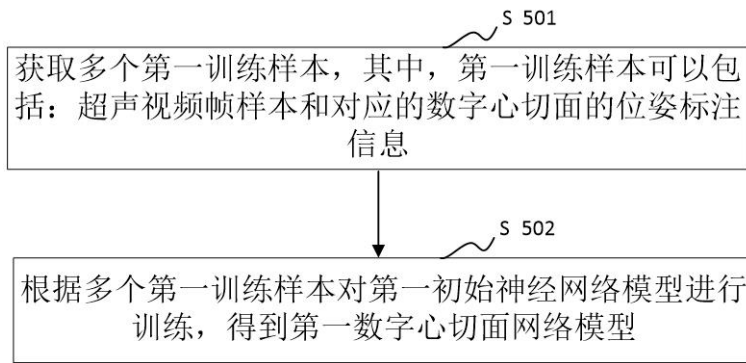 S 501
获取多个第一训练样本，其中，第一训练样本可以包
括：超声视频帧样本和对应的数字心切面的位姿标注
信息
S 502
根据多个第一训练样本对第一初始神经网络模型进行
训练，得到第一数字心切面网络模型